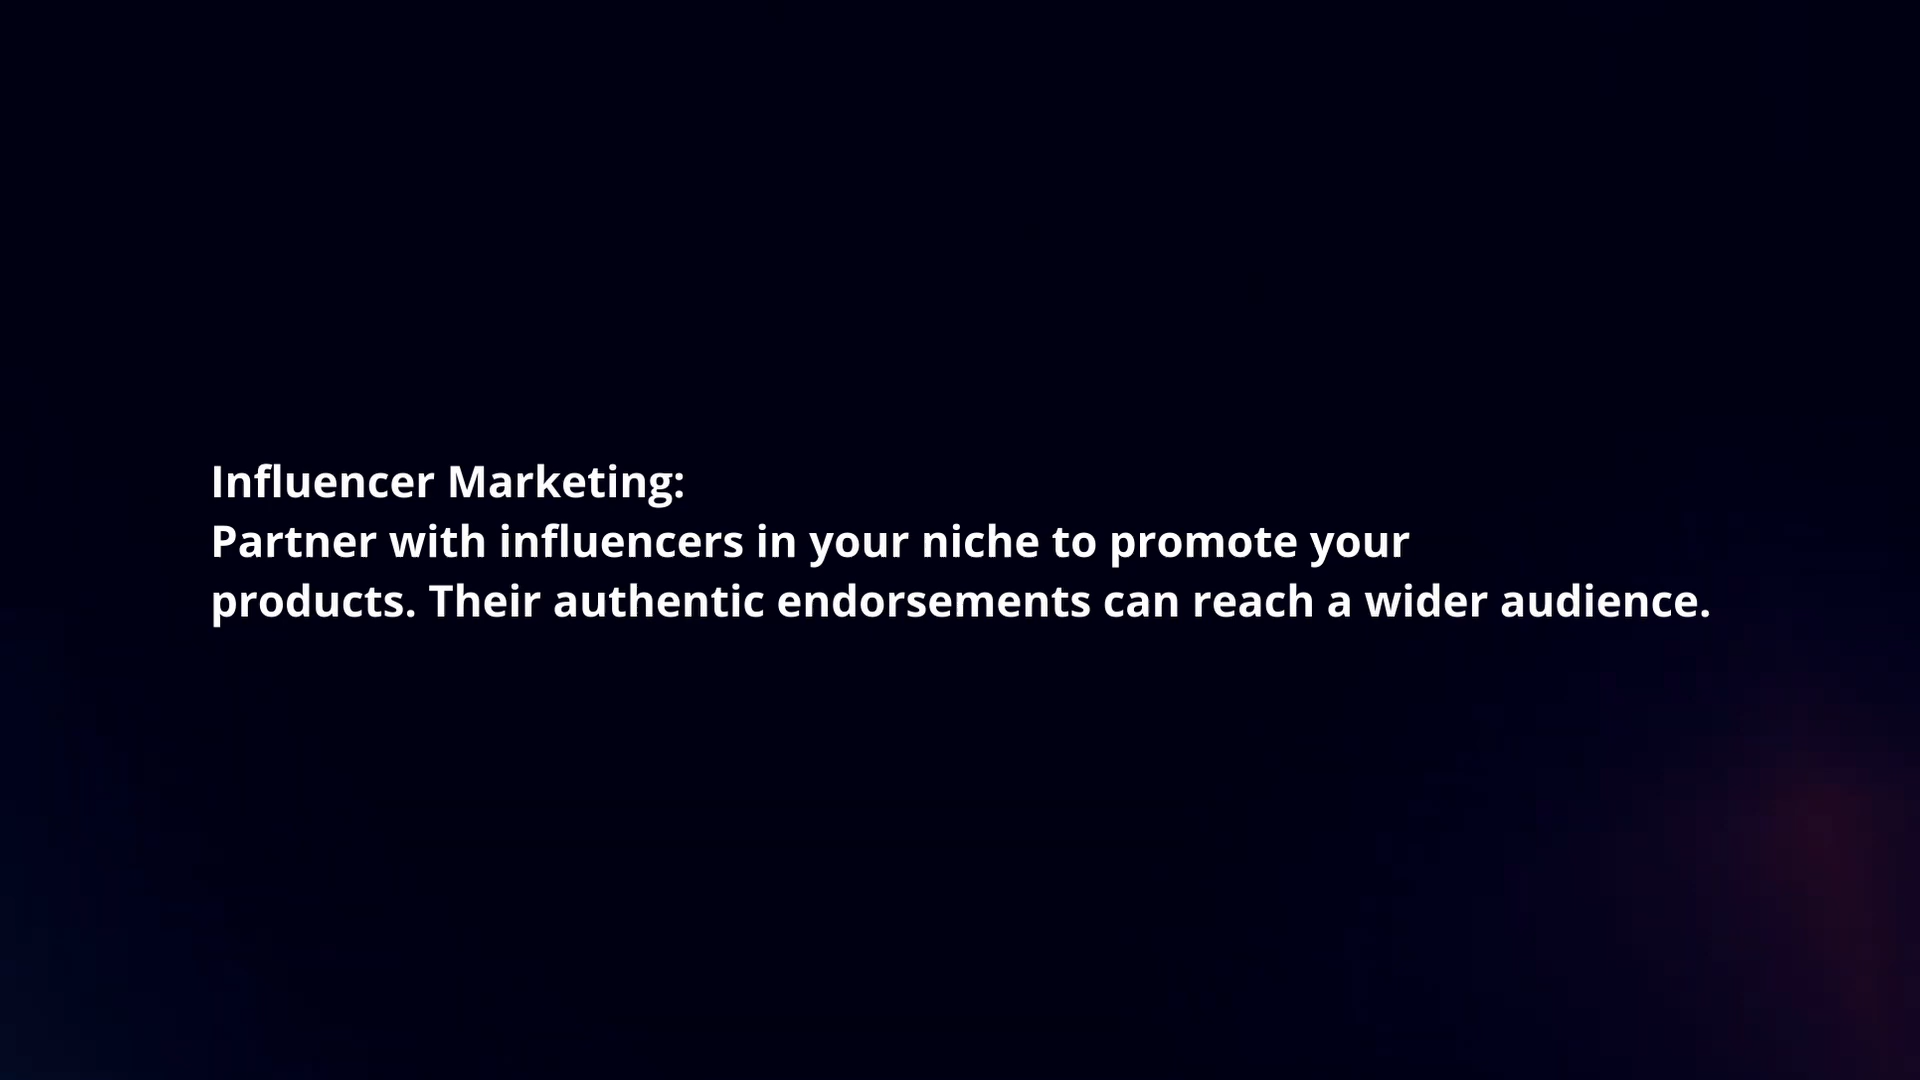 Influencer Marketing:
Partner with influencers in your niche to promote your
products. Their authentic endorsements can reach a wider audience.